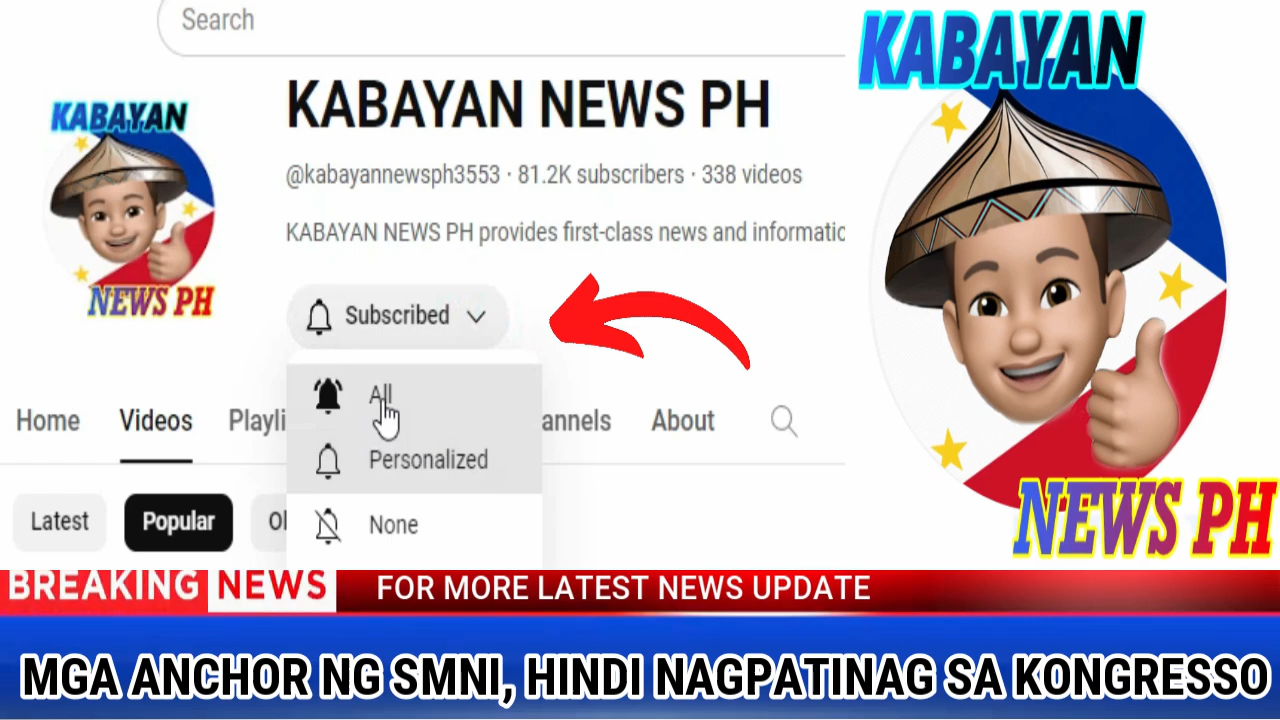 Search
KABAYAN NEWS PH
@kabayannewsph3553 · 81.2K subscribers · 338 videos
KABAYAN NEWS PH provides first-class news and informatic
KABAYAN
NEWS PH
Subscribed
All
Personalized
None
Home Videos Playli annels About
Latest Popular Ol
KABAYAN
NEWS PH
BREAKING NEWS FOR MORE LATEST NEWS UPDATE
MGA ANCHOR NG SMNI, HINDI NAGPATINAG SA KONGRESSO